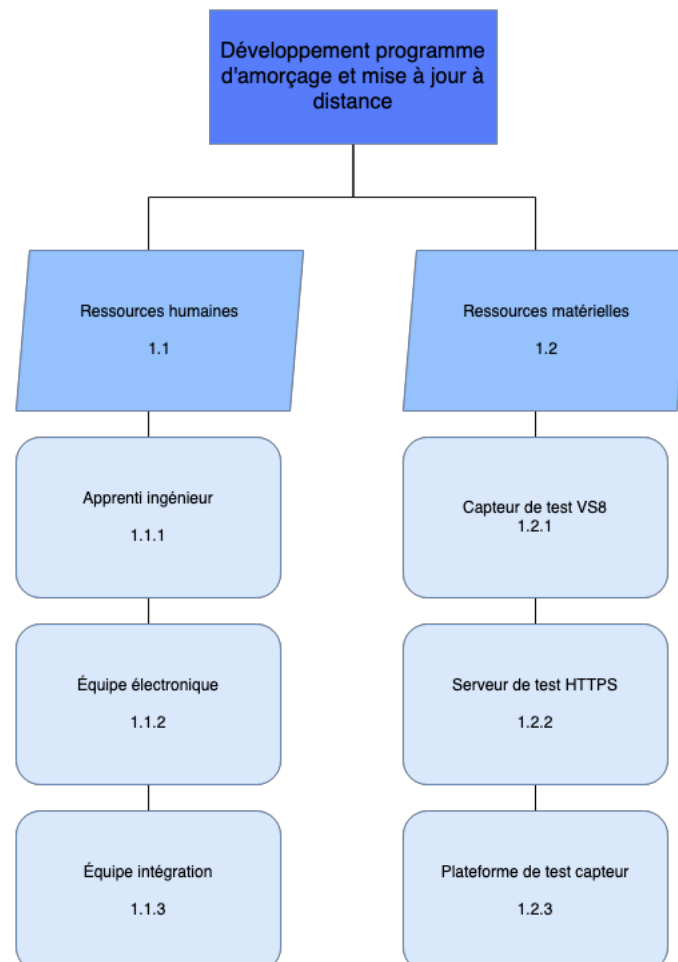 Développement programme
d'amorçage et mise à jour à
distance
Ressources humaines
1.1
Ressources matérielles
1.2
Apprenti ingénieur
1.1.1
Capteur de test VS8
1.2.1
Équipe électronique
1.1.2
Serveur de test HTTPS
1.2.2
Équipe intégration
1.1.3
Plateforme de test capteur
1.2.3